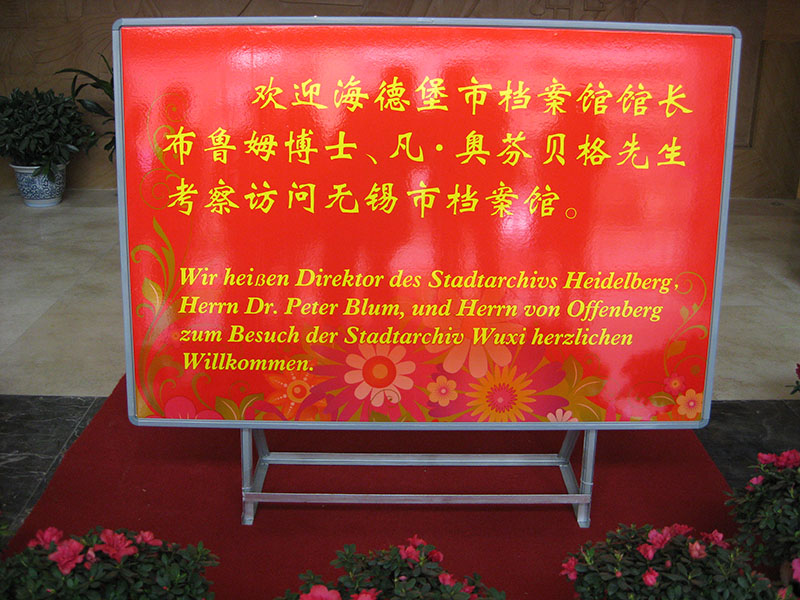 欢迎海德堡市档案馆馆长
布鲁姆博士、凡·奥芬贝格先生
考察访问无锡市档案馆。
Wir heißen Direktor des Stadtarchivs Heidelberg,
Herrn Dr. Peter Blum, und Herrn von Offenberg
zum Besuch der Stadtarchiv Wuxi herzlichen
Willkommen.